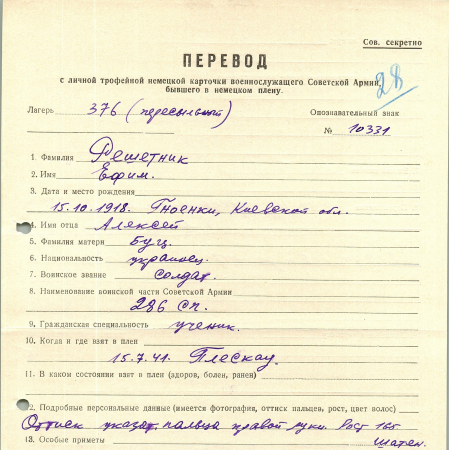 Сов. секретно
ПЕРЕВОД
с личной трофейной немецкой карточки военнослужащего Советской Армии,
бывшего в немецком плену.
28
Лагерь 376 (пересыльный)
Опознавательный знак
№ 10331
1. Фамилия Решетник
2. Имя Ефим.
3. Дата и место рождения
15.10.1918. Гноенки, Киевской обл.
4. Имя отца Алексей
5. Фамилия матери Буц.
6. Национальность украинец.
7. Воинское звание солдат.
8. Наименование воинской части Советской Армии
286 сп.
9. Гражданская специальность ученик.
10. Когда и где взят в плен
15.7.41. Плескау.
11. В каком состоянии взят в плен (здоров, болен, ранен)
12. Подробные персональные данные (имеется фотография, оттиск пальцев, рост, цвет волос)
Оттиск указат. пальца правой руки. Рост 165
13. Особые приметы шатен.